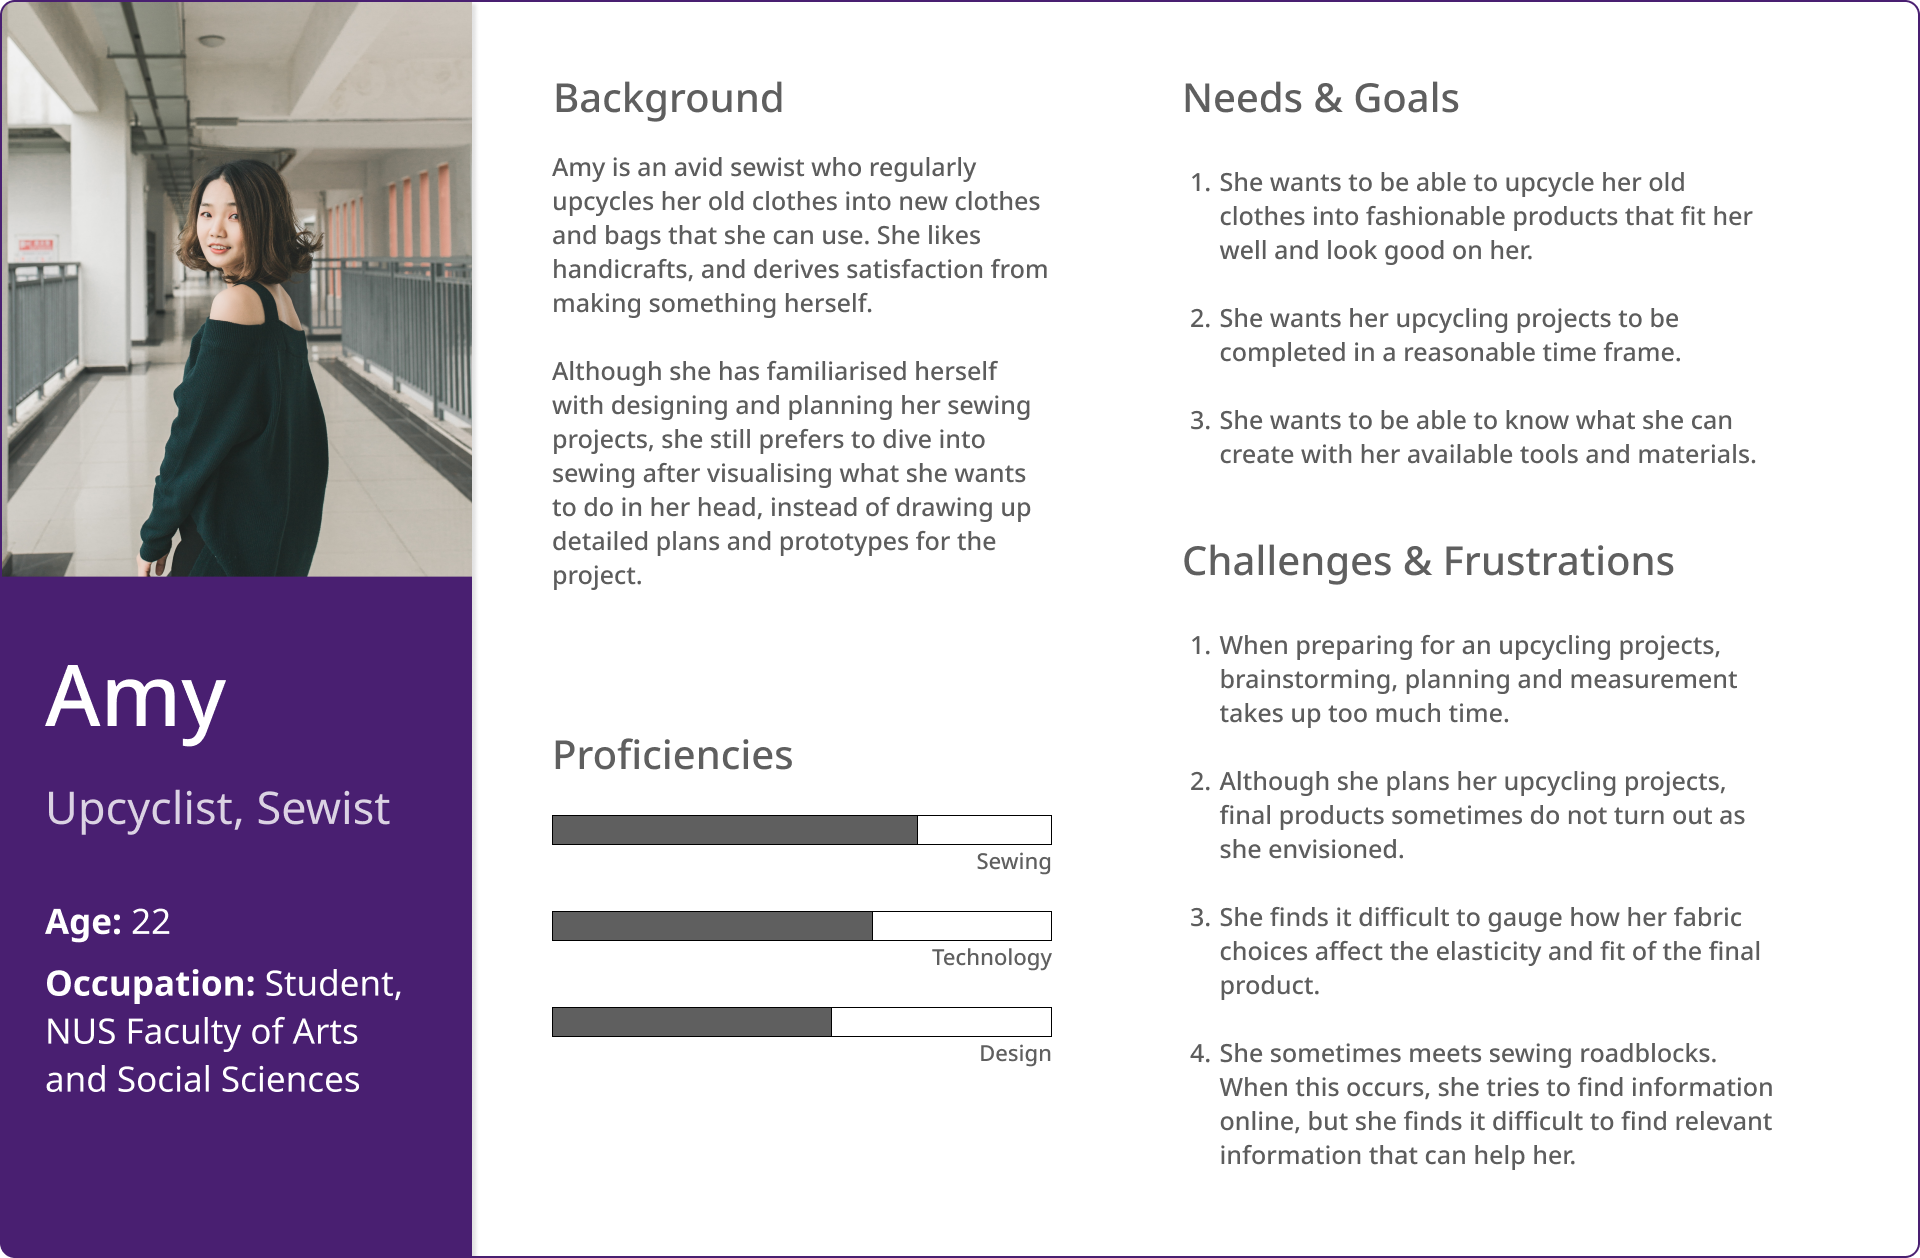 Amy
Upcyclist, Sewist
Age: 22
Occupation: Student,
NUS Faculty of Arts
and Social Sciences
Background
Amy is an avid sewist who regularly
upcycles her old clothes into new clothes
and bags that she can use. She likes
handicrafts, and derives satisfaction from
making something herself.
Although she has familiarised herself
with designing and planning her sewing
projects, she still prefers to dive into
sewing after visualising what she wants
to do in her head, instead of drawing up
detailed plans and prototypes for the
project.
Proficiencies
Sewing
Technology
Design
Needs & Goals
1. She wants to be able to upcycle her old
clothes into fashionable products that fit her
well and look good on her.
2. She wants her upcycling projects to be
completed in a reasonable time frame.
3. She wants to be able to know what she can
create with her available tools and materials.
Challenges & Frustrations
1. When preparing for an upcycling projects,
brainstorming, planning and measurement
takes up too much time.
2. Although she plans her upcycling projects,
final products sometimes do not turn out as
she envisioned.
3. She finds it difficult to gauge how her fabric
choices affect the elasticity and fit of the final
product.
4. She sometimes meets sewing roadblocks.
When this occurs, she tries to find information
online, but she finds it difficult to find relevant
information that can help her.